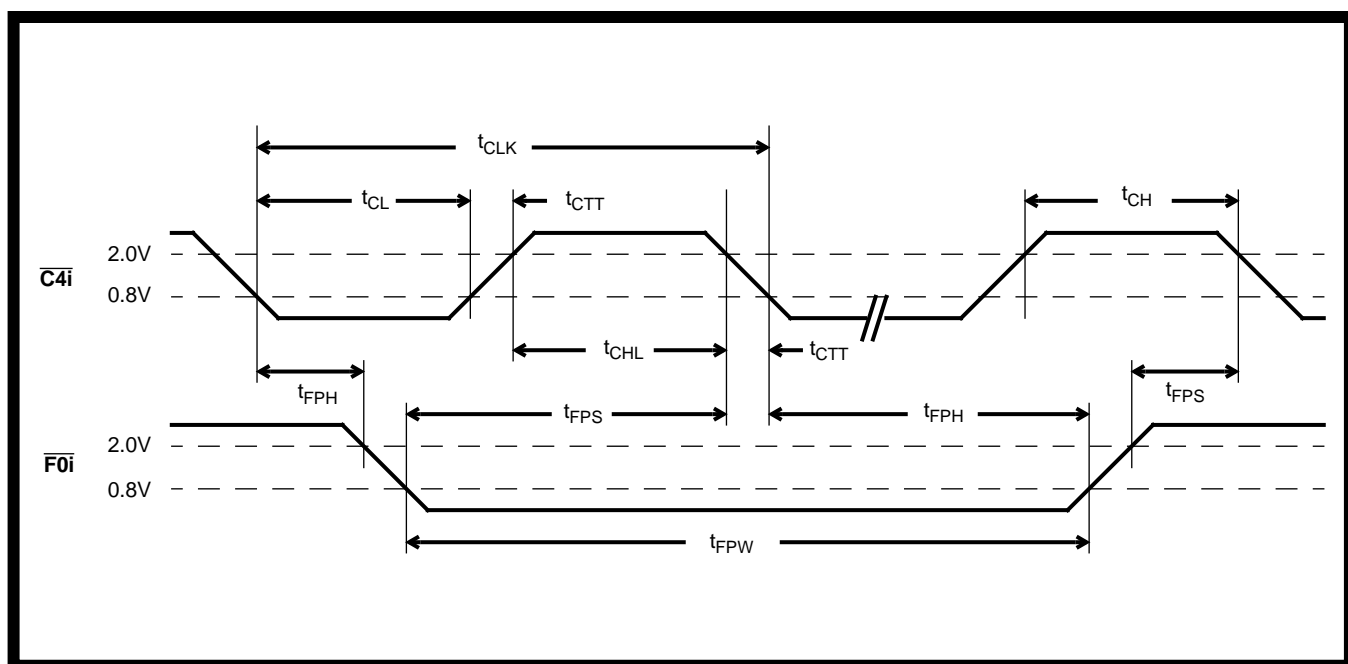 tCLK
tCL
tCTT
tCH
2.0V
C4i
0.8V
tCHL
tCTT
tFPH
tFPS
tFPS
tFPH
2.0V
F0i
0.8V
tFPW